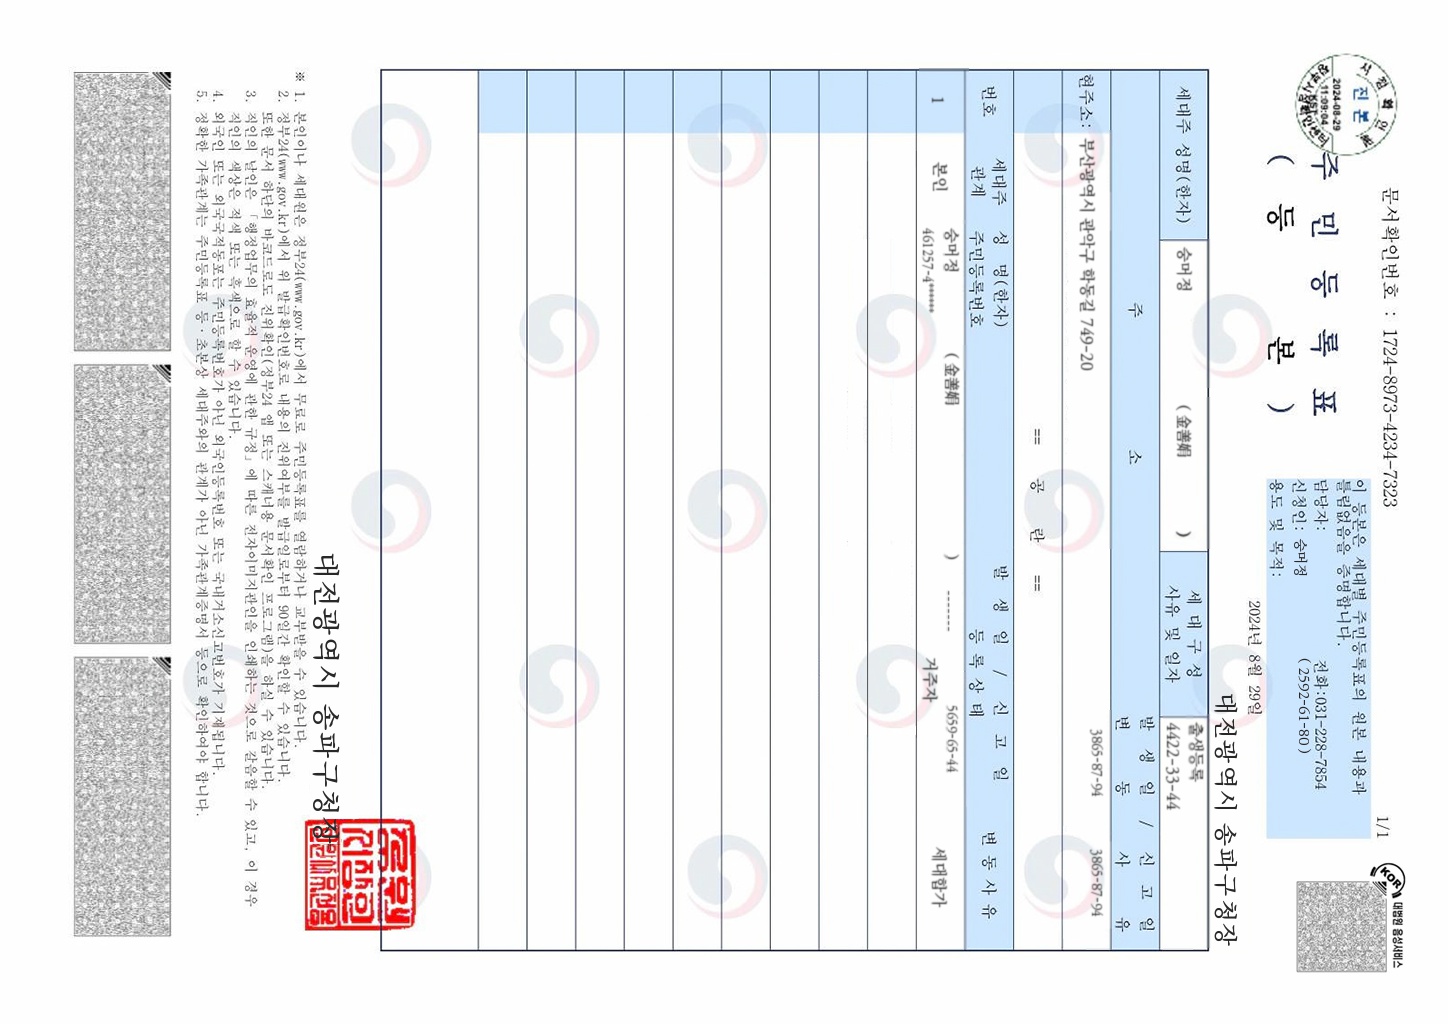 문서확인번호 : 1724-8973-4234-7323
1/1
주 민 등 록 표
( 등 본 )
이 등본은 세대별 주민등록표의 원본 내용과
틀림없음을 증명합니다.
담당자: 전화:031-228-7854
신청인: 숭머정 (2592-61-80)
용도 및 목적:
2024년 8월 29일
진본
2024-08-29
11:09:04
KOR
대법원 음성서비스
대전광역시 송파구청장
세대주 성명(한자) 숭머정 (金善娟 ) 세대구성 사유 및 일자 출생등록
4422-33-44
주 소 발 생 일 / 신 고 일
변 동 사 유
현주소: 부산광역시 관악구 학동길 749-20 3865-87-94 3865-87-94
== 공 란 ==
번호 세대주 관계 성 명(한자) 주민등록번호 발 생 일 / 신 고 일 등록상태 변동사유
1 본인 숭머정 (金善娟 ) ------- 5659-65-44 세대합가
461257-4****** 거주자
대전광역시 송파구청장
※ 1. 본인이나 세대원은 정부24(www.gov.kr)에서 무료로 주민등록표를 열람하거나 교부받을 수 있습니다.
2. 정부24(www.gov.kr)에서 위 발급확인번호로 내용의 진위여부를 발급일로부터 90일간 확인할 수 있습니다.
또한 문서 하단의 바코드로도 진위확인(정부24 앱 또는 스캐너용 문서확인 프로그램)을 하실 수 있습니다.
3. 직인의 날인은 「행정업무의 효율적 운영에 관한 규정」에 따른 전자이미지관인을 인쇄하는 것으로 갈음할 수 있고, 이 경우
직인의 색상은 적색 또는 흑색으로 할 수 있습니다.
4. 외국인 또는 외국국적동포는 주민등록번호가 아닌 외국인등록번호 또는 국내거소신고번호가 기재됩니다.
5. 정확한 가족관계는 주민등록표 등·초본상 세대주와의 관계가 아닌 가족관계증명서 등으로 확인하여야 합니다.